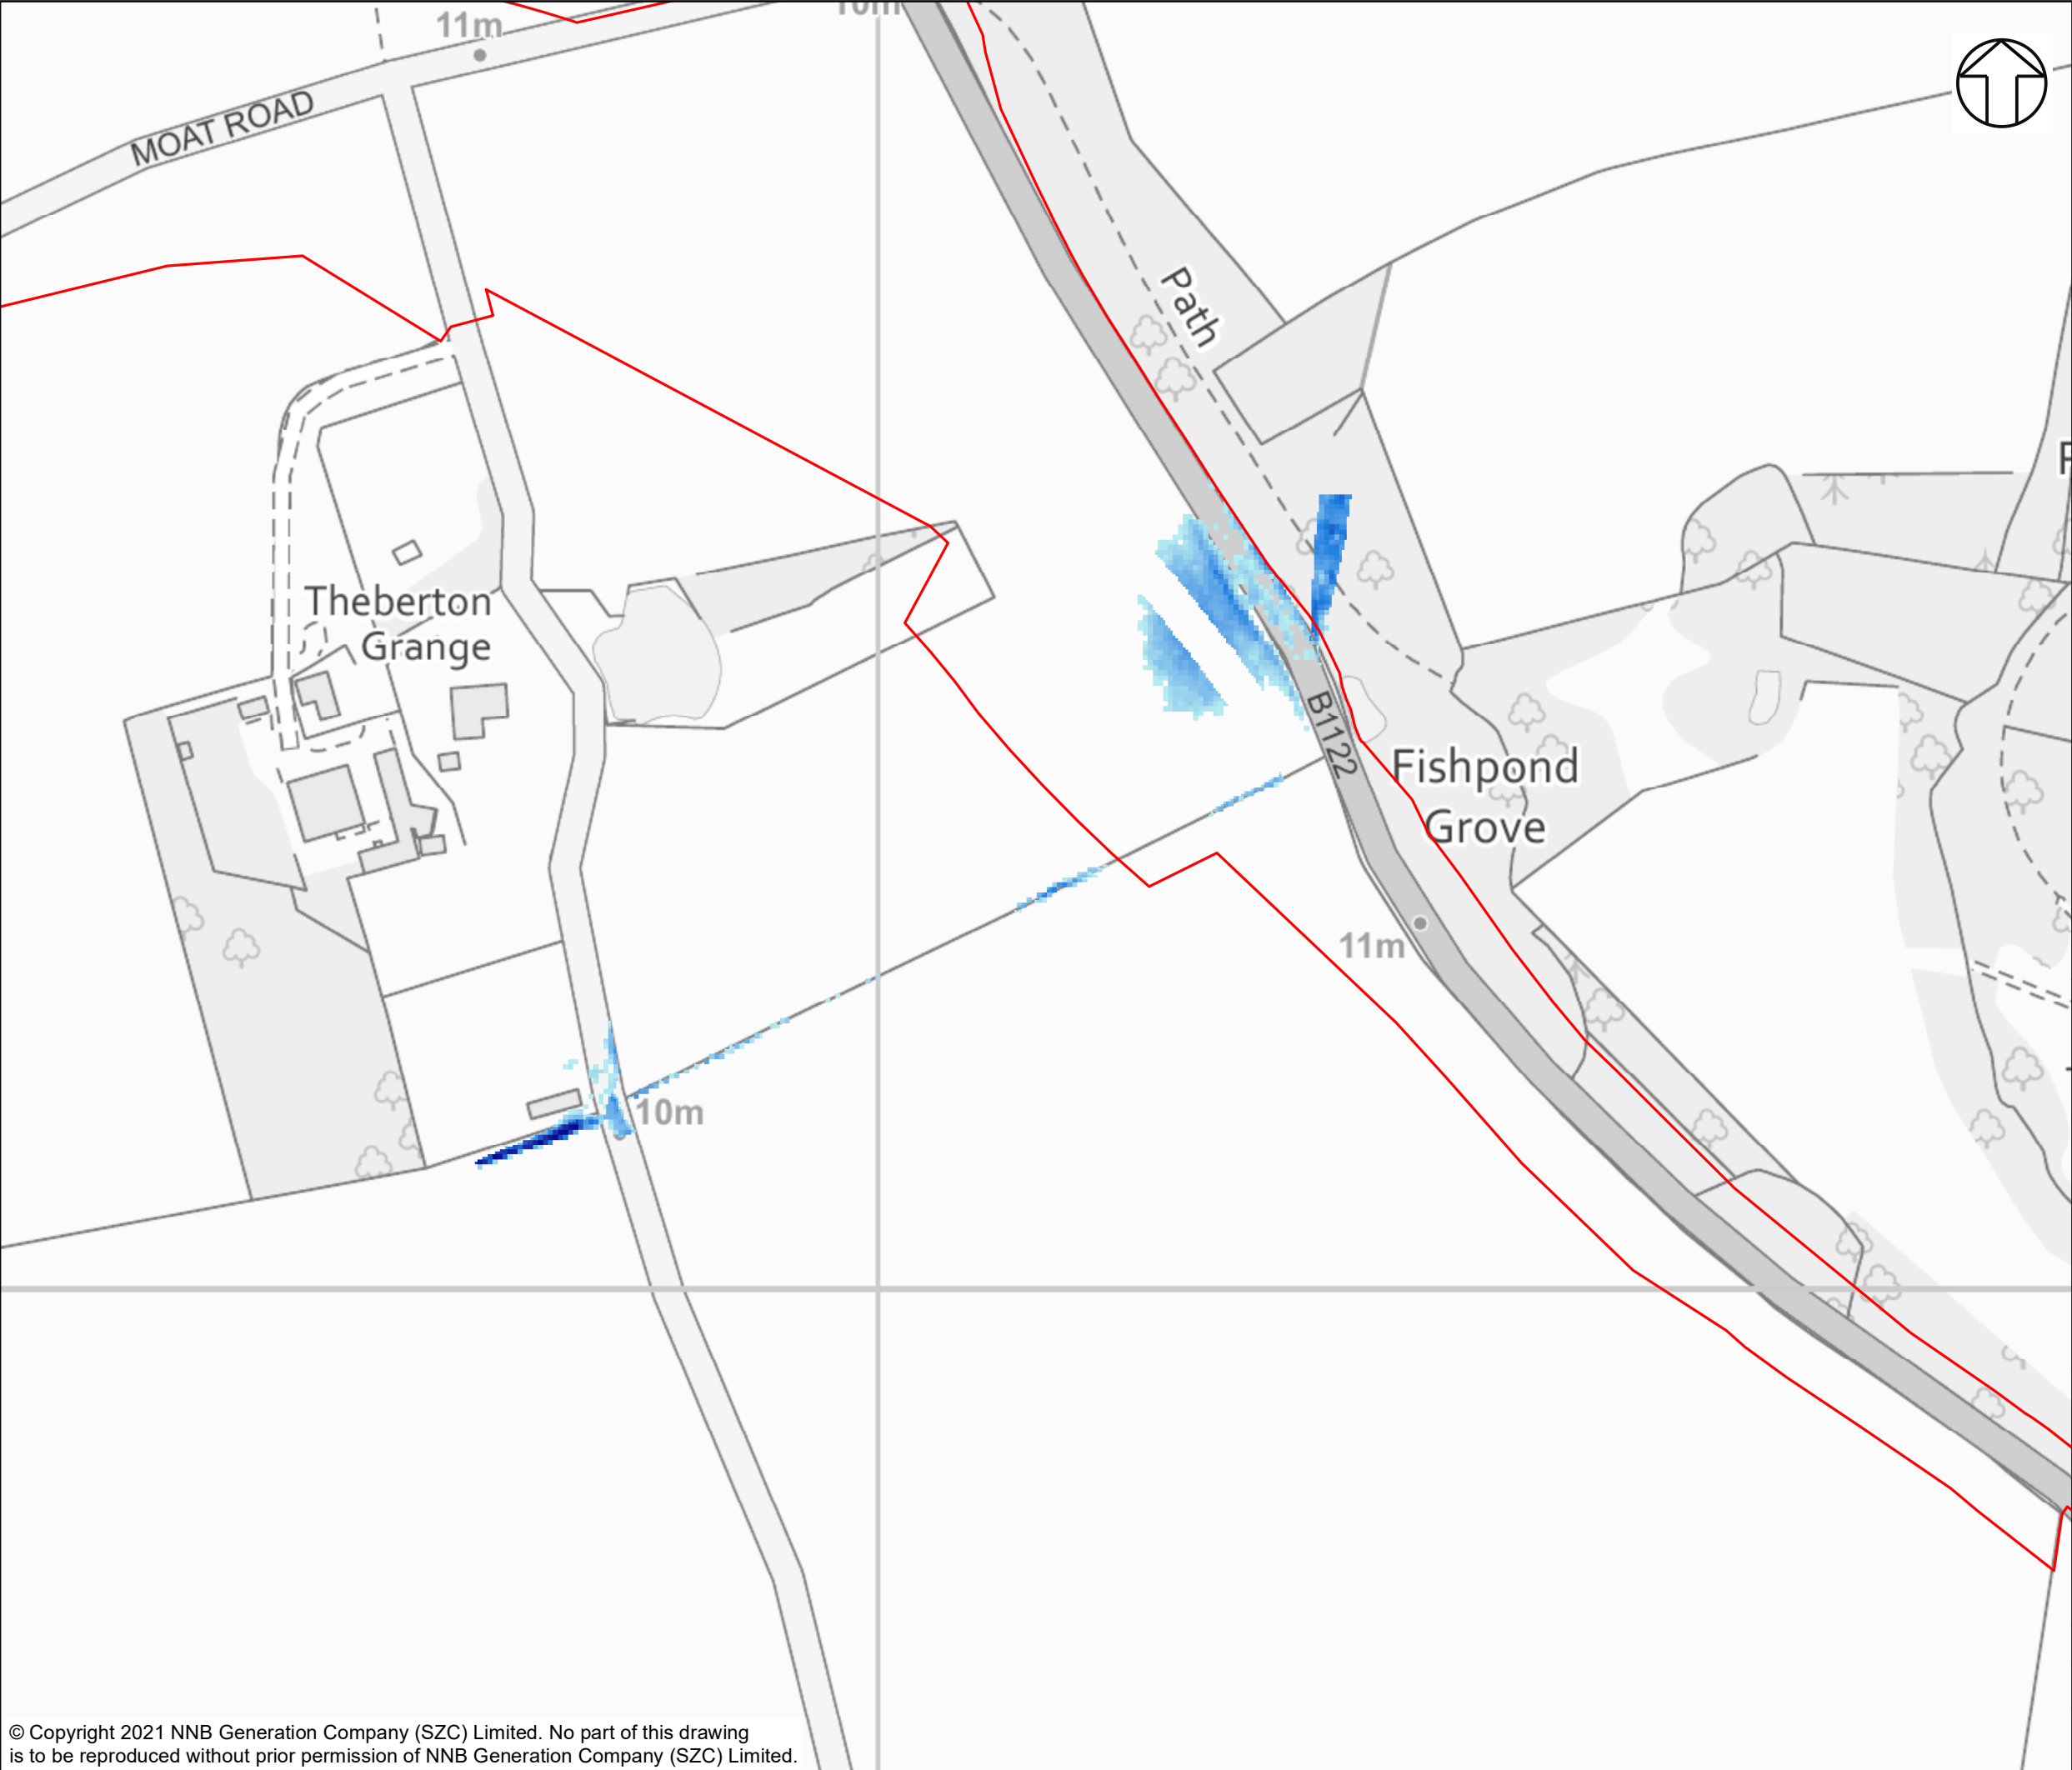 11m
10m
MOAT ROAD
Path
Theberton
Grange
B1122
Fishpond
Grove
11m
10m
© Copyright 2021 NNB Generation Company (SZC) Limited. No part of this drawing
is to be reproduced without prior permission of NNB Generation Company (SZC) Limited.